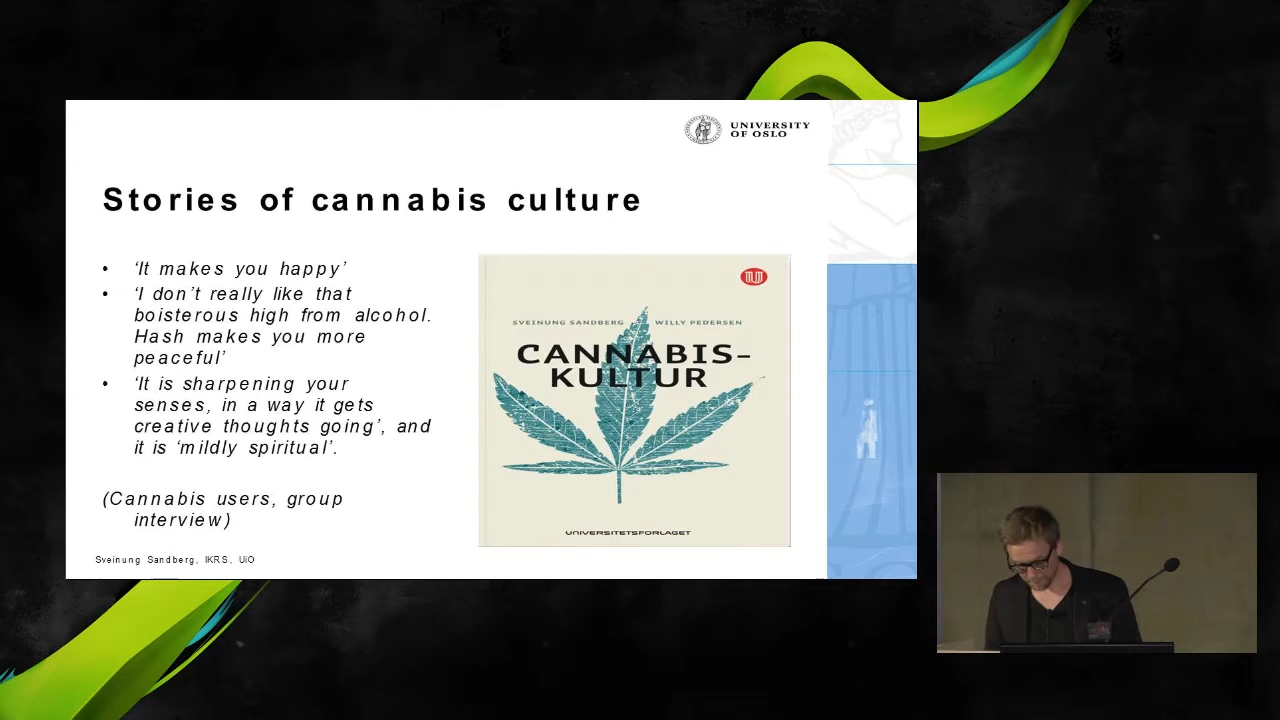 UNIVERSITY
OF OSLO
Stories of cannabis culture
• ‘It makes you happy’
• ‘I don’t really like that
boisterous high from alcohol.
Hash makes you more
peaceful’
• ‘It is sharpening your
senses, in a way it gets
creative thoughts going’, and
it is ‘mildly spiritual’.
(Cannabis users, group
interview)
Sveinung Sandberg, IKRS, UiO
SVEINUNG SANDBERG WILLY PEDERSEN
CANNABIS-
KULTUR
UNIVERSITETSFORLAGET